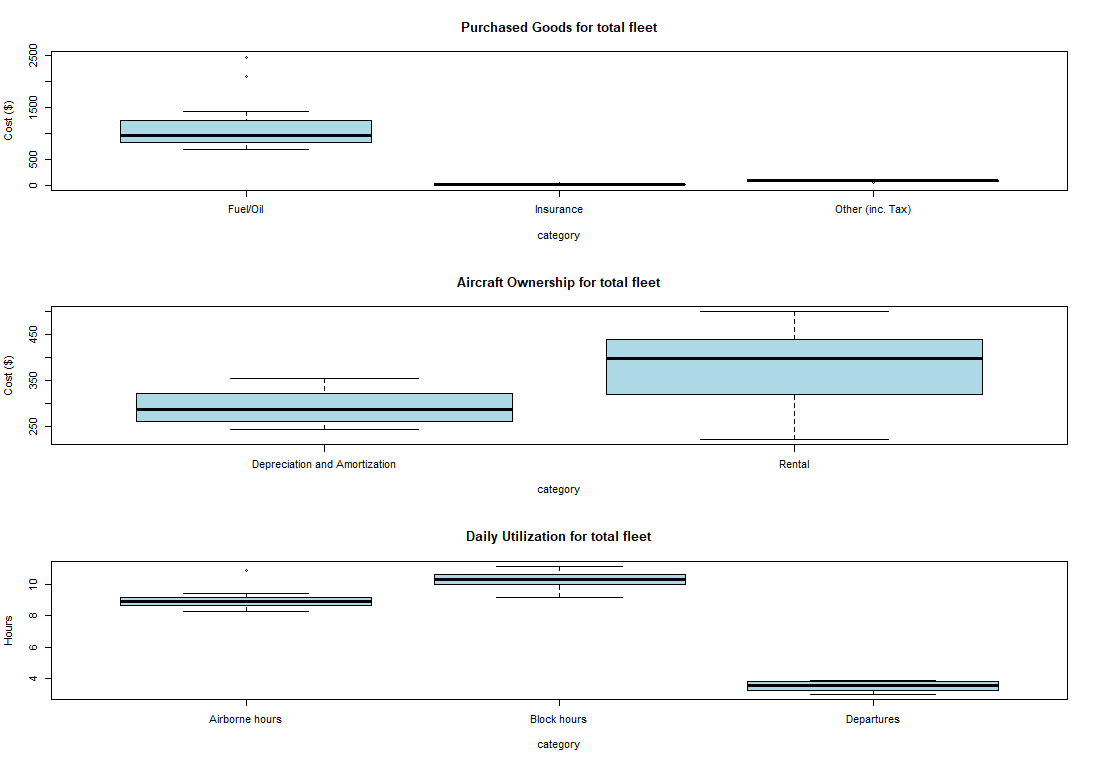 Purchased Goods for total fleet
Cost ($)
2500
1500
500
0
Fuel/Oil Insurance Other (inc. Tax)
category
Aircraft Ownership for total fleet
Cost ($)
450
350
250
Depreciation and Amortization Rental
category
Daily Utilization for total fleet
Hours
10
8
6
4
Airborne hours Block hours Departures
category